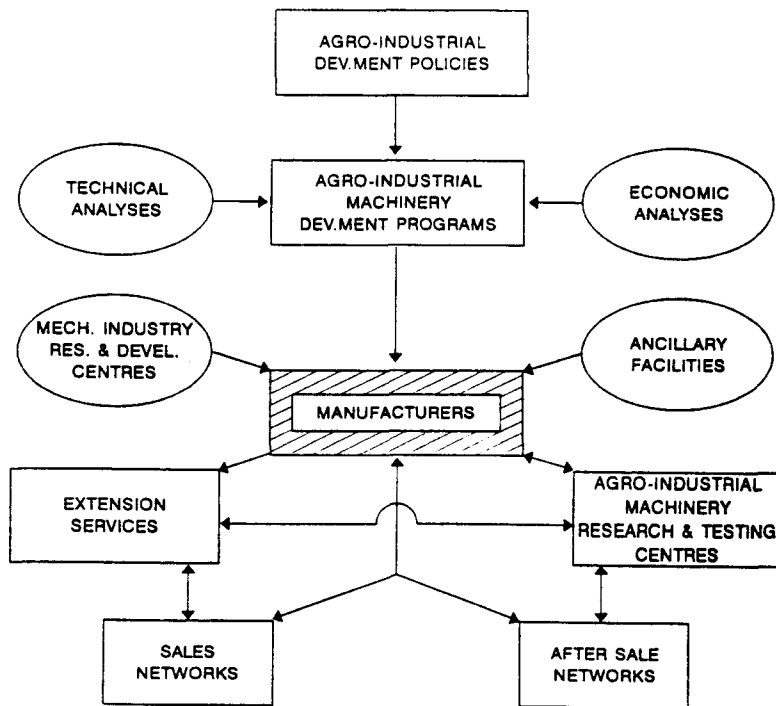 AGRO-INDUSTRIAL
DEV.MENT POLICIES
TECHNICAL
ANALYSES
AGRO-INDUSTRIAL
MACHINERY
DEV.MENT PROGRAMS
ECONOMIC
ANALYSES
MECH. INDUSTRY
RES. & DEVEL.
CENTRES
ANCILLARY
FACILITIES
MANUFACTURERS
EXTENSION
SERVICES
AGRO-INDUSTRIAL
MACHINERY
RESEARCH & TESTING
CENTRES
SALES
NETWORKS
AFTER SALE
NETWORKS